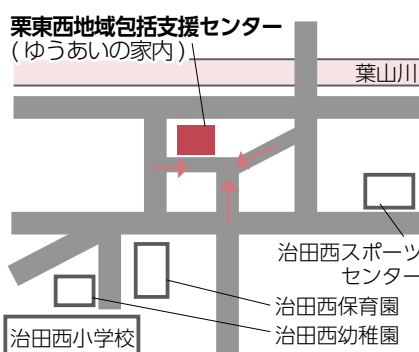 栗東西地域包括支援センター
(ゆうあいの家内)
葉山川
治田西スポーツ
センター
治田西保育園
治田西幼稚園
治田西小学校